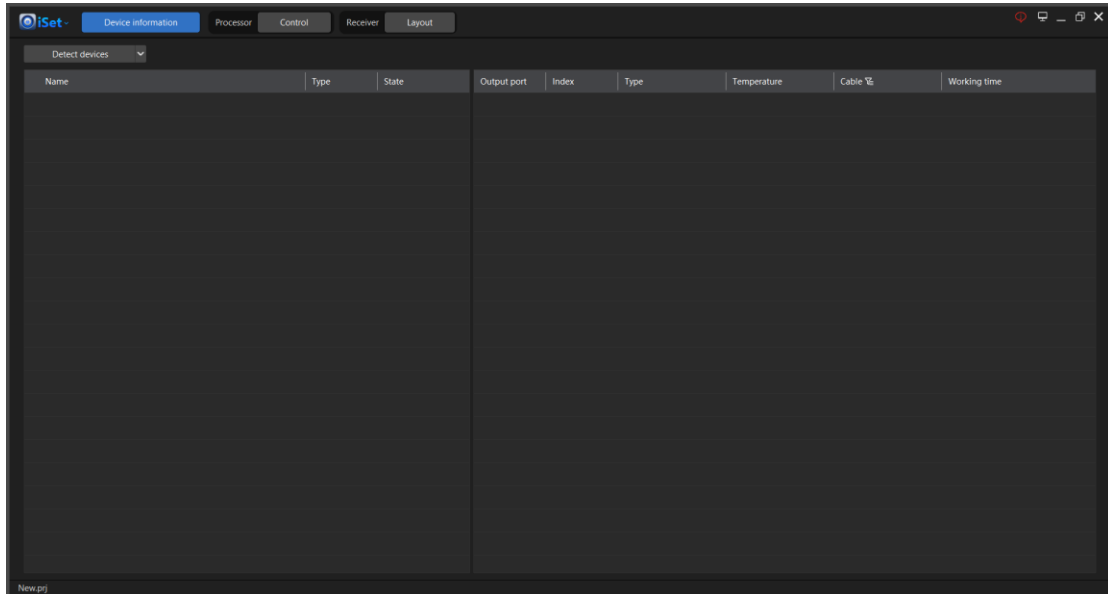 iSet Device information Processor Control Receiver Layout
Detect devices
Name Type State Output port Index Type Temperature Cable Working time
New.prj